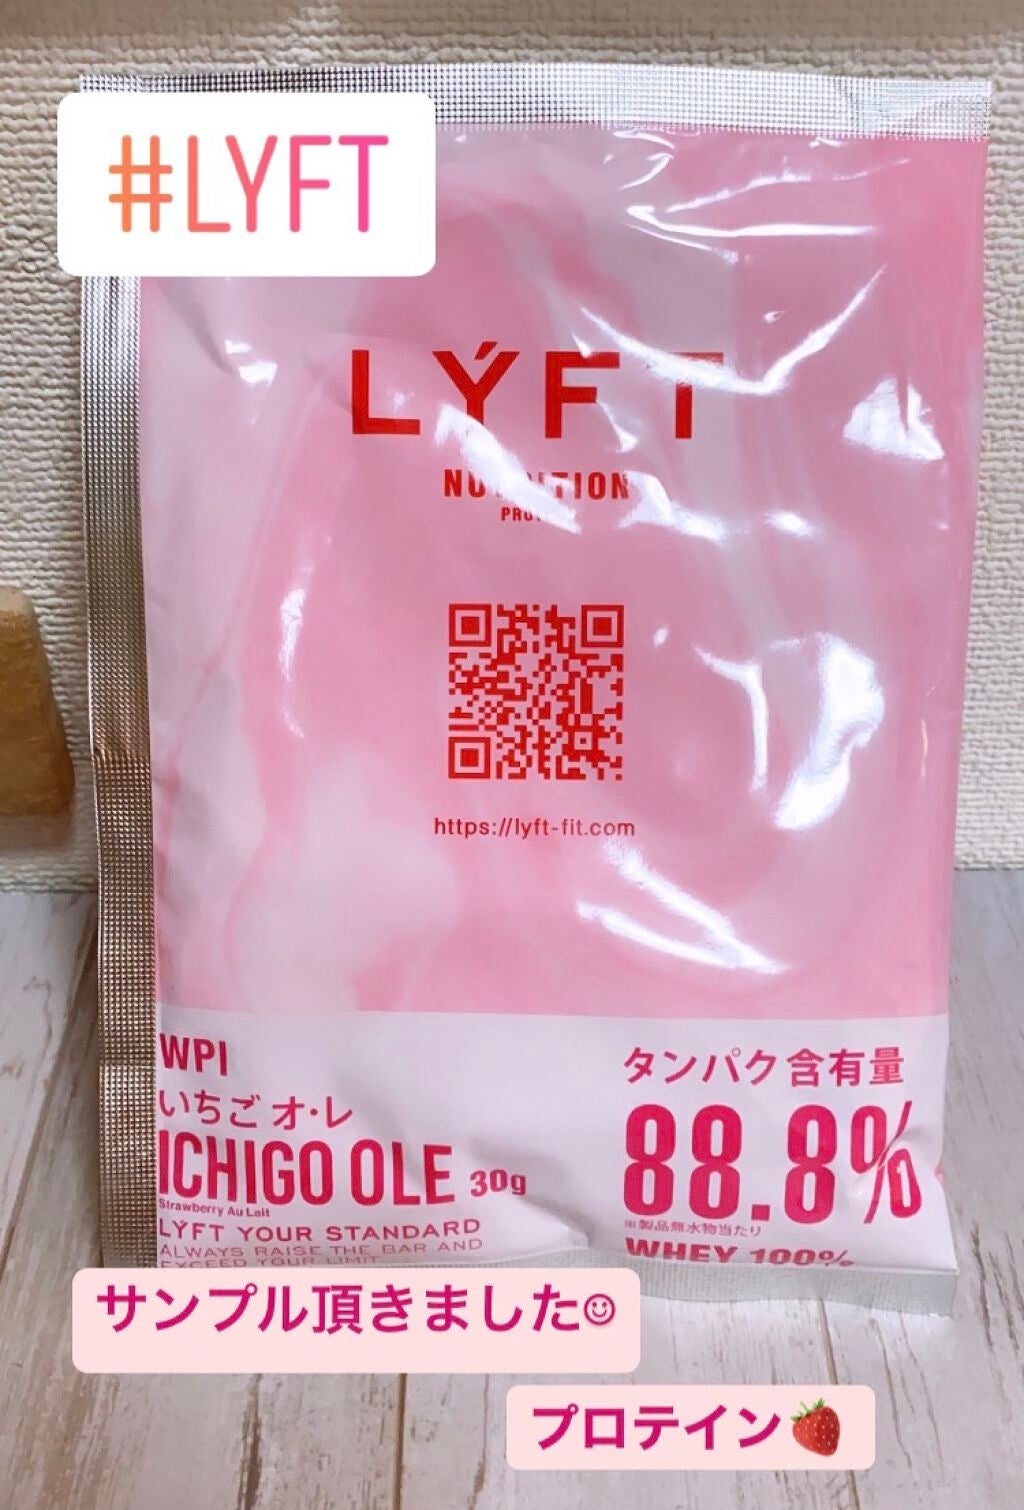 #LYFT
LÝFT
NUTRITION
https://lyft-fit.com
WPI
いちご オ・レ
ICHIGO OLE 30g
Strawberry Au Lait
LÝFT YOUR STANDARD
ALWAYS RAISE THE BAR AND
EXCEED YOUR LIMIT
タンパク含有量
88.8%
※製品無水物当たり
WHEY 100%
サンプル頂きました☺
プロテイン🍓